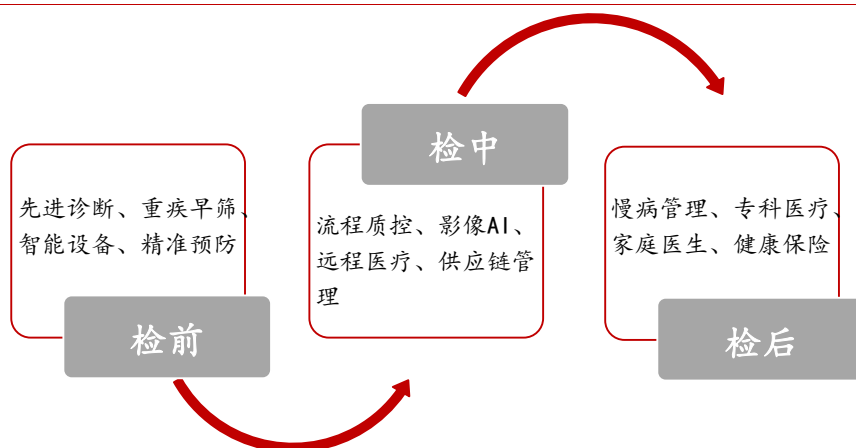 先进诊断、重疾早筛、
智能设备、精准预防
检前
检中
流程质控、影像AI、
远程医疗、供应链管
理
慢病管理、专科医疗、
家庭医生、健康保险
检后